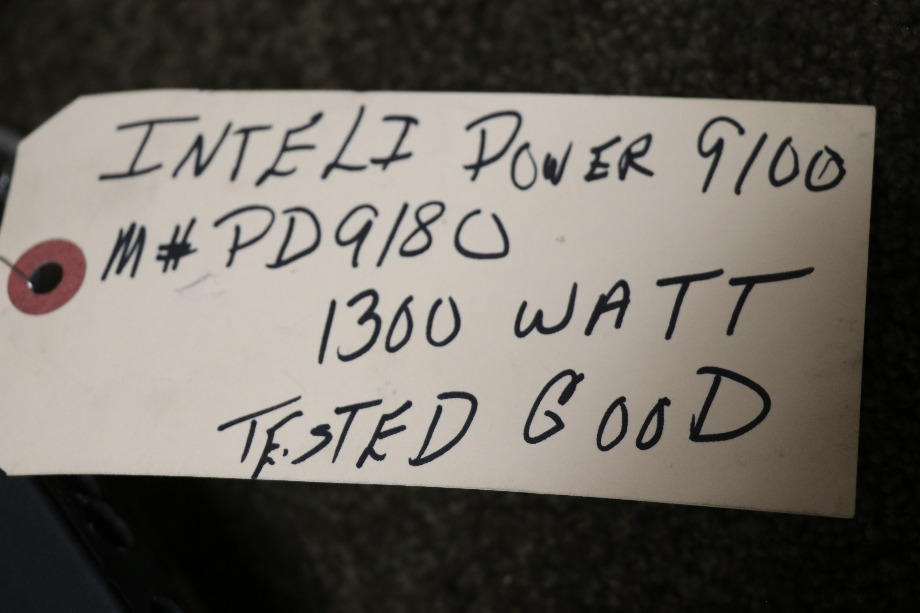 INTELI POWER 9100
M# PD9180
1300 WATT
TESTED GOOD